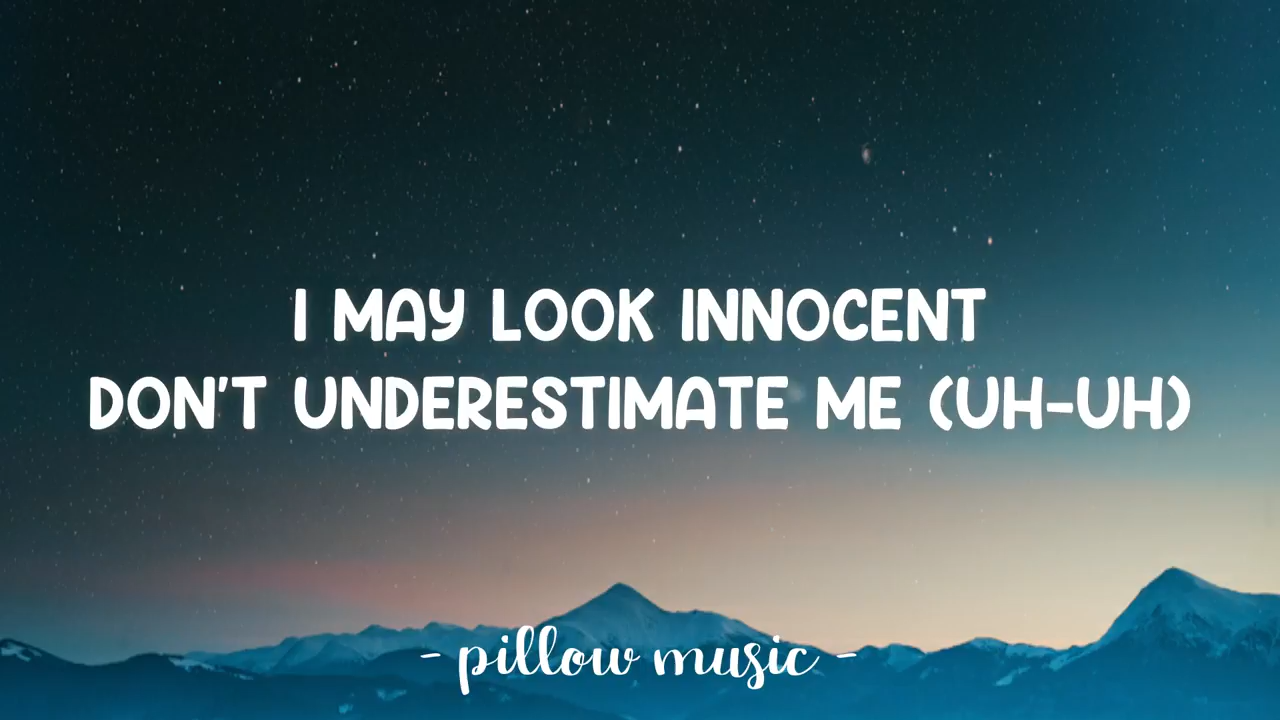 I MAY LOOK INNOCENT
DON'T UNDERESTIMATE ME (UH-UH)
- pillow music -